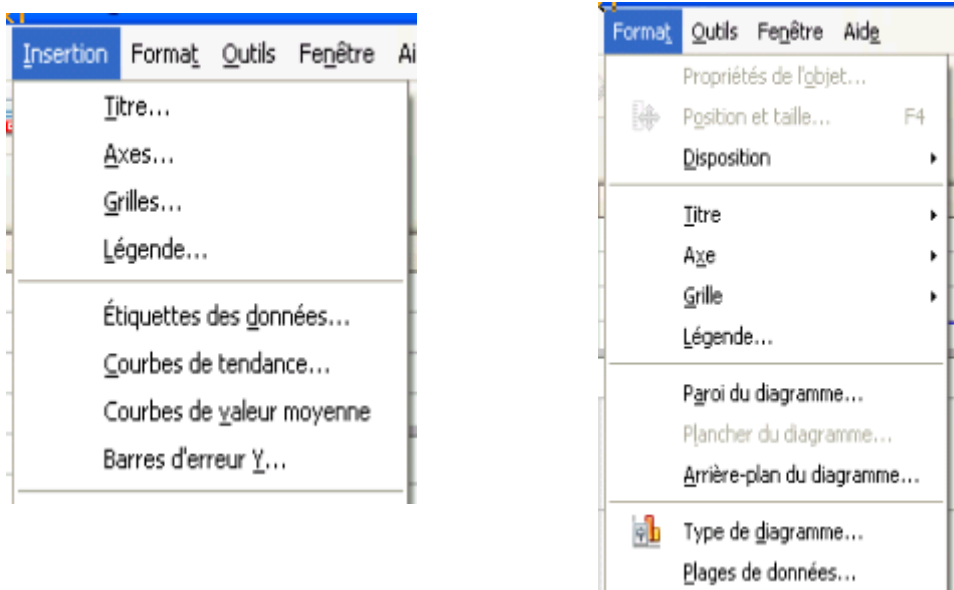 Insertion Format Outils Fenêtre Ai
Titre...
Axes...
Grilles...
Légende...
Étiquettes des données...
Courbes de tendance...
Courbes de valeur moyenne
Barres d'erreur Y...
Format Outils Fenêtre Aide
Propriétés de l'objet...
Position et taille... F4
Disposition
Titre
Axe
Grille
Légende...
Paroi du diagramme...
Plancher du diagramme...
Arrière-plan du diagramme...
Type de diagramme...
Plages de données...